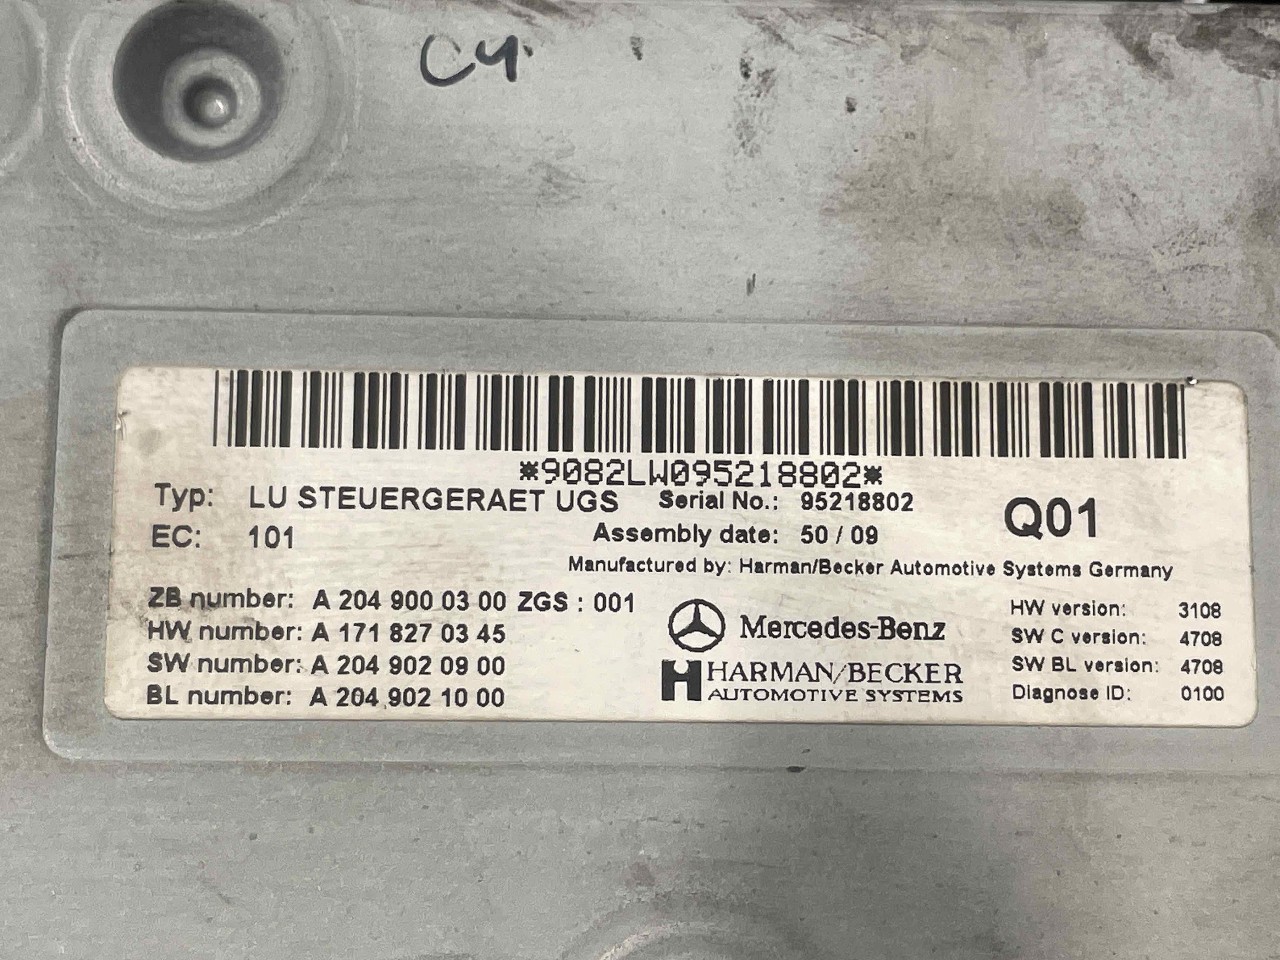 C4
*9082LW095218802*
Typ: LU STEUERGERAET UGS Serial No.: 95218802
EC: 101 Assembly date: 50 / 09 Q01
Manufactured by: Harman/Becker Automotive Systems Germany
ZB number: A 204 900 03 00 ZGS : 001
HW number: A 171 827 03 45
SW number: A 204 902 09 00
BL number: A 204 902 10 00
Mercedes-Benz
HARMAN/BECKER
AUTOMOTIVE SYSTEMS
HW version: 3108
SW C version: 4708
SW BL version: 4708
Diagnose ID: 0100